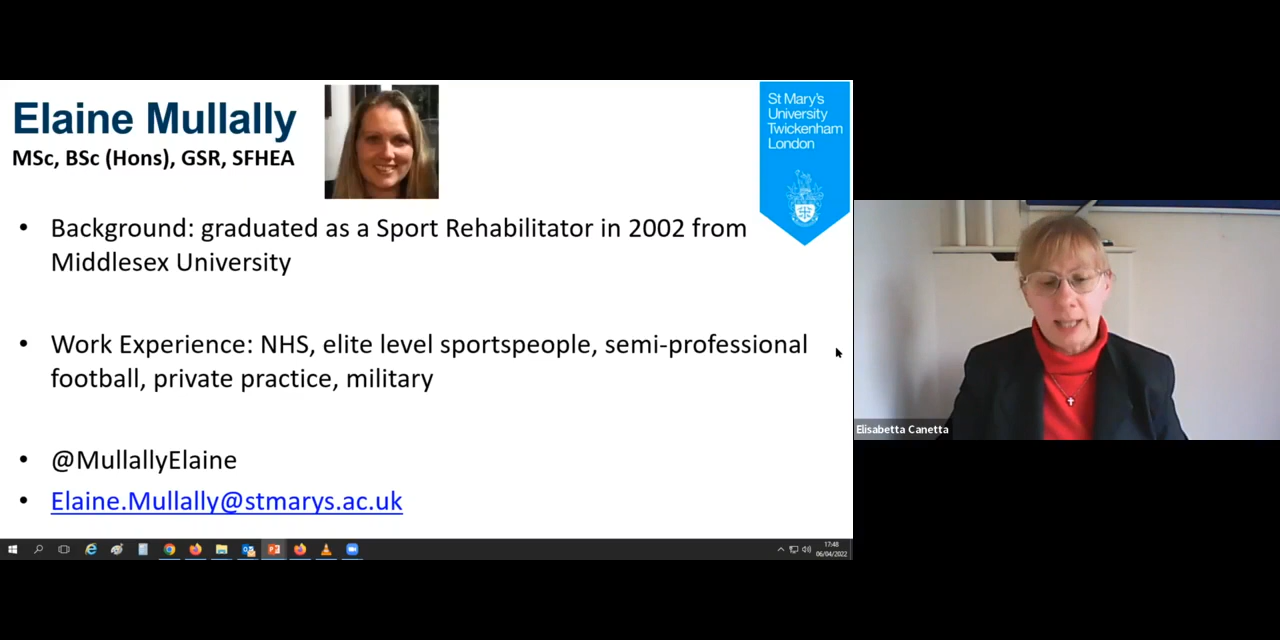 Elaine Mullally
MSc, BSc (Hons), GSR, SFHEA
St Mary's
University
Twickenham
London
• Background: graduated as a Sport Rehabilitator in 2002 from
Middlesex University
• Work Experience: NHS, elite level sportspeople, semi-professional
football, private practice, military
• @MullallyElaine
• Elaine.Mullally@stmarys.ac.uk
Elisabetta Canetta
17:48
06/04/2022